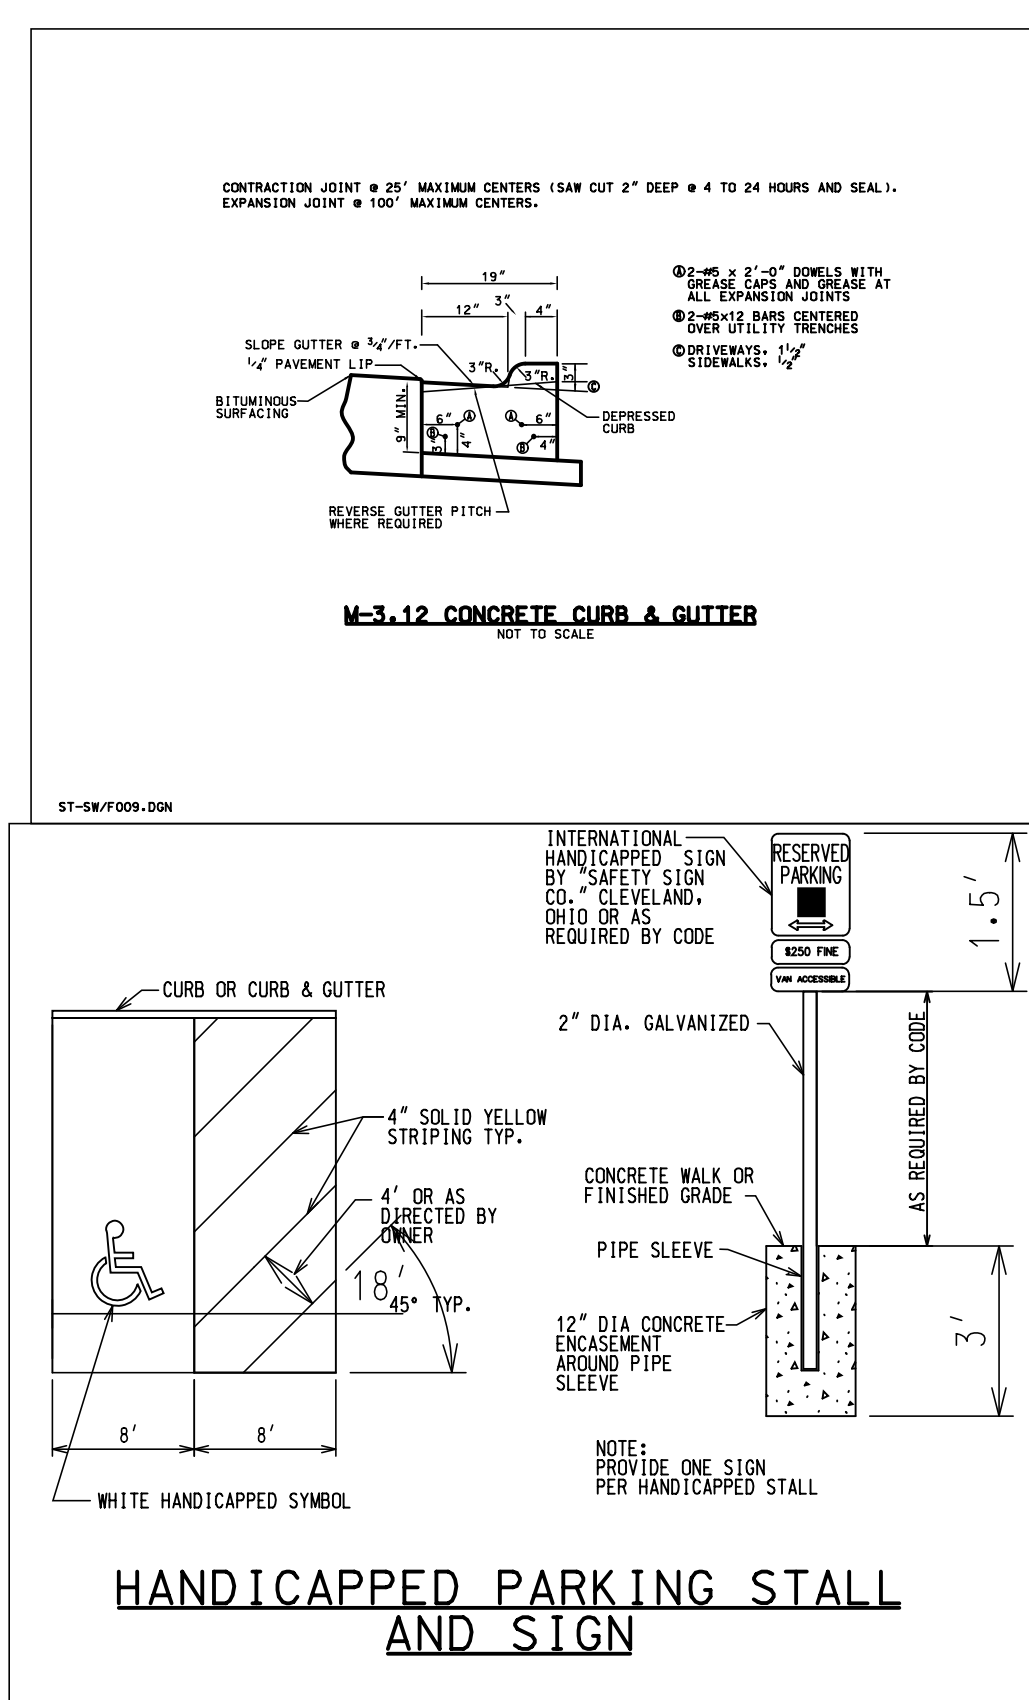 CONTRACTION JOINT @ 25' MAXIMUM CENTERS (SAW CUT 2" DEEP @ 4 TO 24 HOURS AND SEAL).
EXPANSION JOINT @ 100' MAXIMUM CENTERS.
19"
12"
3"
4"
Ⓐ 2-#5 x 2'-0" DOWELS WITH
GREASE CAPS AND GREASE AT
ALL EXPANSION JOINTS
Ⓑ 2-#5x12 BARS CENTERED
OVER UTILITY TRENCHES
Ⓒ DRIVEWAYS, 1 1/2"
SIDEWALKS, 1/2"
SLOPE GUTTER @ 3/4"/FT.
1/4" PAVEMENT LIP
3"R.
3"R.
3"
Ⓒ
BITUMINOUS
SURFACING
9" MIN.
6"
Ⓐ
Ⓑ
3"
4"
Ⓐ
6"
Ⓑ
4"
DEPRESSED
CURB
REVERSE GUTTER PITCH
WHERE REQUIRED
M-3.12 CONCRETE CURB & GUTTER
NOT TO SCALE
ST-SW/F009.DGN
CURB OR CURB & GUTTER
4" SOLID YELLOW
STRIPING TYP.
4' OR AS
DIRECTED BY
OWNER
18'
45° TYP.
8'
8'
WHITE HANDICAPPED SYMBOL
INTERNATIONAL
HANDICAPPED SIGN
BY "SAFETY SIGN
CO." CLEVELAND,
OHIO OR AS
REQUIRED BY CODE
RESERVED
PARKING
$250 FINE
VAN ACCESSIBLE
1.5'
2" DIA. GALVANIZED
AS REQUIRED BY CODE
CONCRETE WALK OR
FINISHED GRADE
PIPE SLEEVE
12" DIA CONCRETE
ENCASEMENT
AROUND PIPE
SLEEVE
3'
NOTE:
PROVIDE ONE SIGN
PER HANDICAPPED STALL
HANDICAPPED PARKING STALL
AND SIGN